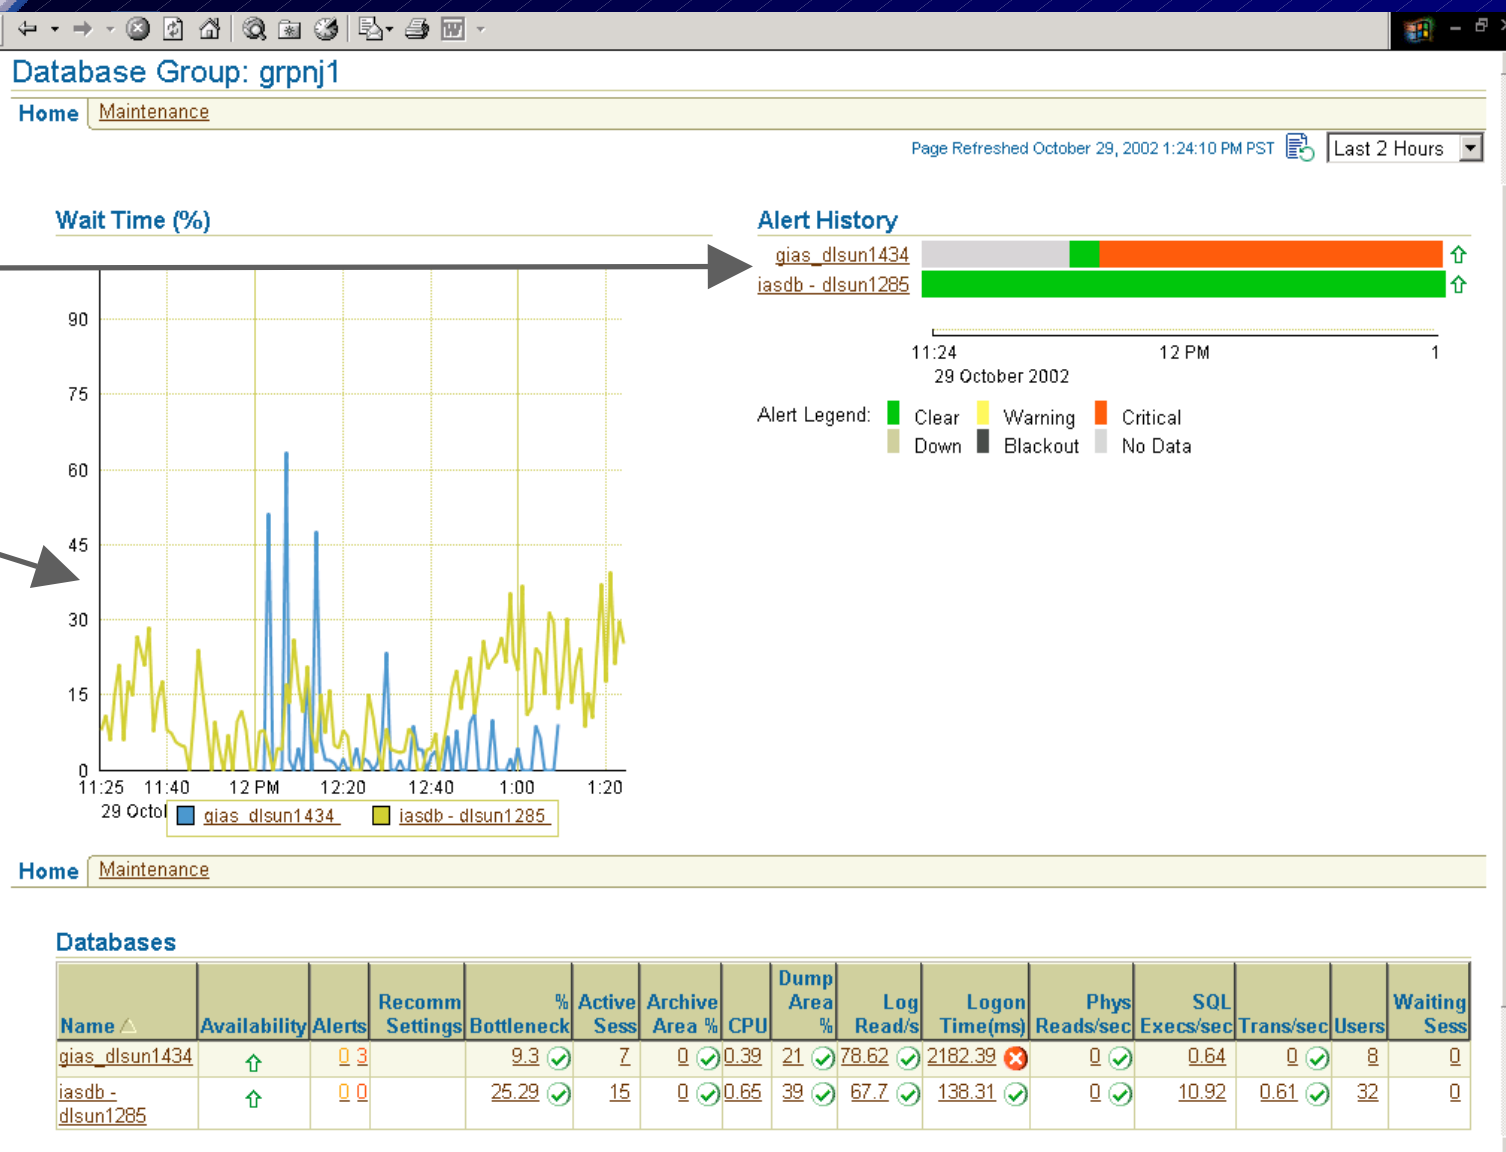 Database Group: grpnj1
Home Maintenance
Page Refreshed October 29, 2002 1:24:10 PM PST Last 2 Hours
Wait Time (%)
90
75
60
45
30
15
0
11:25 11:40 12 PM 12:20 12:40 1:00 1:20
29 Octol
gias_dlsun1434 iasdb - dlsun1285
Alert History
gias_dlsun1434
iasdb - dlsun1285
11:24 12 PM 1
29 October 2002
Alert Legend: Clear Warning Critical
Down Blackout No Data
Home Maintenance
Databases
Name Availability Alerts Recomm Settings % Bottleneck Active Sess Archive Area % CPU Dump Area % Log Read/s Logon Time(ms) Phys Reads/sec SQL Execs/sec Trans/sec Users Waiting Sess
gias_dlsun1434 0 3 9.3 7 0 0.39 21 78.62 2182.39 0 0.64 0 8 0
iasdb - dlsun1285 0 0 25.29 15 0 0.65 39 67.7 138.31 0 10.92 0.61 32 0